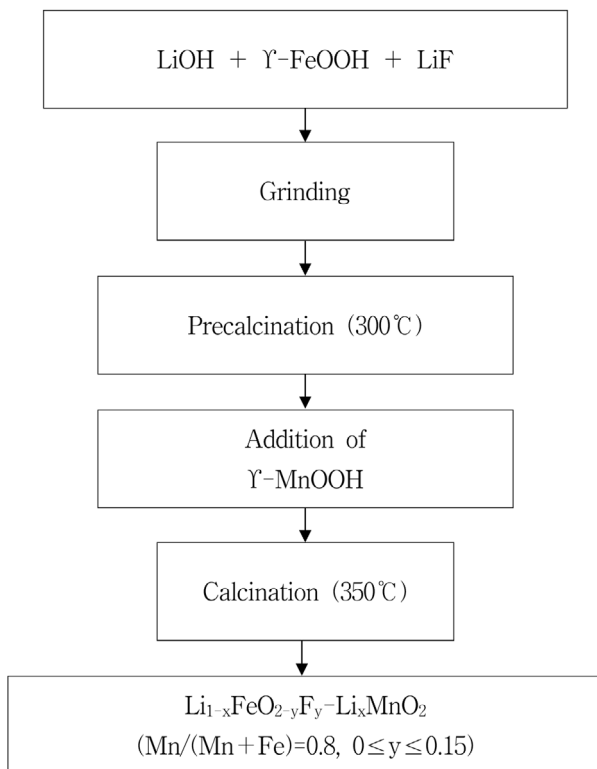 LiOH + ϒ-FeOOH + LiF
Grinding
Precalcination (300℃)
Addition of
ϒ-MnOOH
Calcination (350℃)
Li₁₋ₓFeO₂₋yFy-LiₓMnO₂
(Mn/(Mn+Fe)=0.8, 0≤y≤0.15)